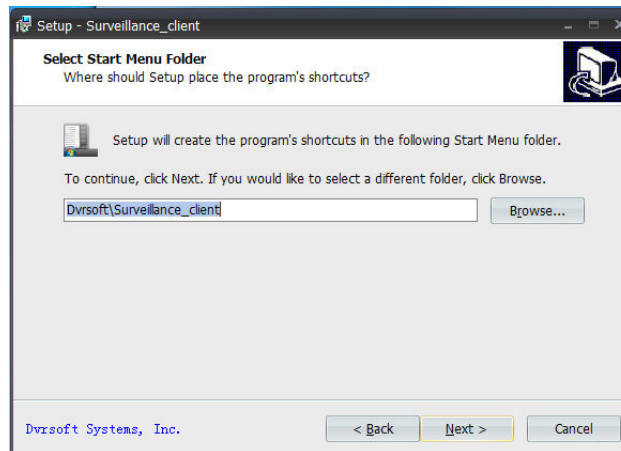 Setup - Surveillance_client
Select Start Menu Folder
Where should Setup place the program's shortcuts?
Setup will create the program's shortcuts in the following Start Menu folder.
To continue, click Next. If you would like to select a different folder, click Browse.
Dvrsoft\Surveillance_client
Browse...
Dvrsoft Systems, Inc.
< Back
Next >
Cancel